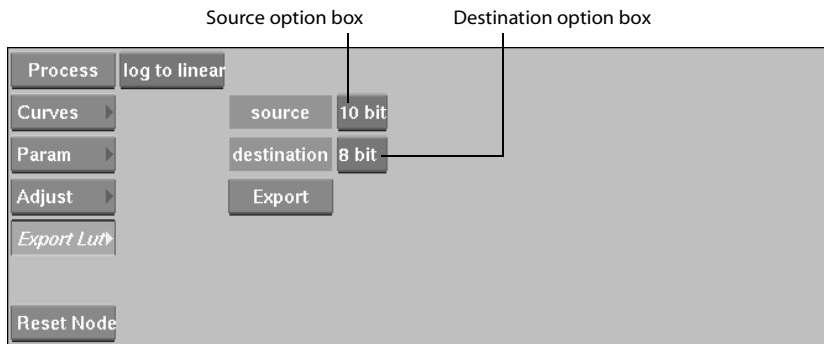 Source option box Destination option box
Process log to linear
Curves source 10 bit
Param destination 8 bit
Adjust Export
Export Lut
Reset Node